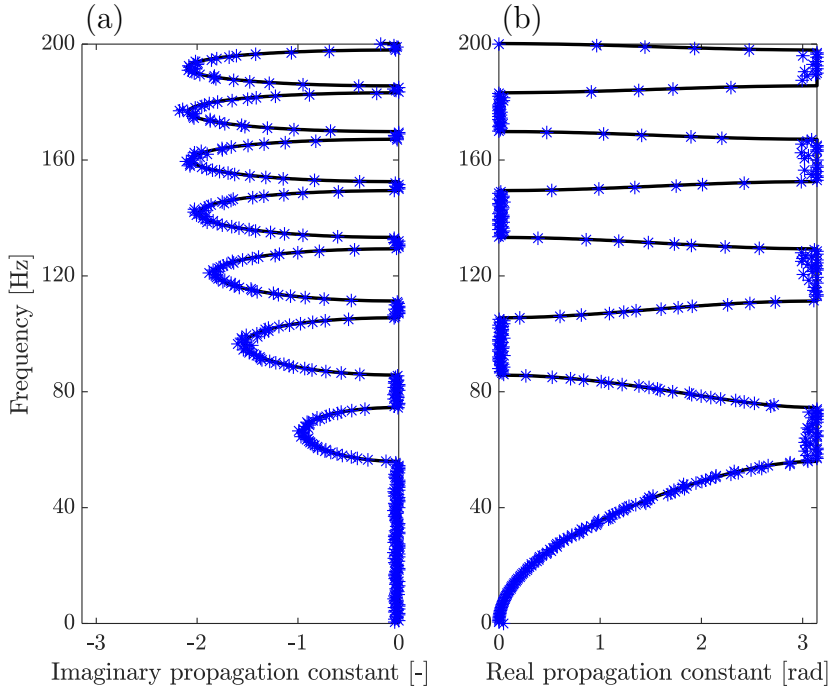 (a)
(b)
200
160
120
80
40
0
Frequency [Hz]
-3 -2 -1 0
Imaginary propagation constant [-]
200
160
120
80
40
0
0 1 2 3
Real propagation constant [rad]